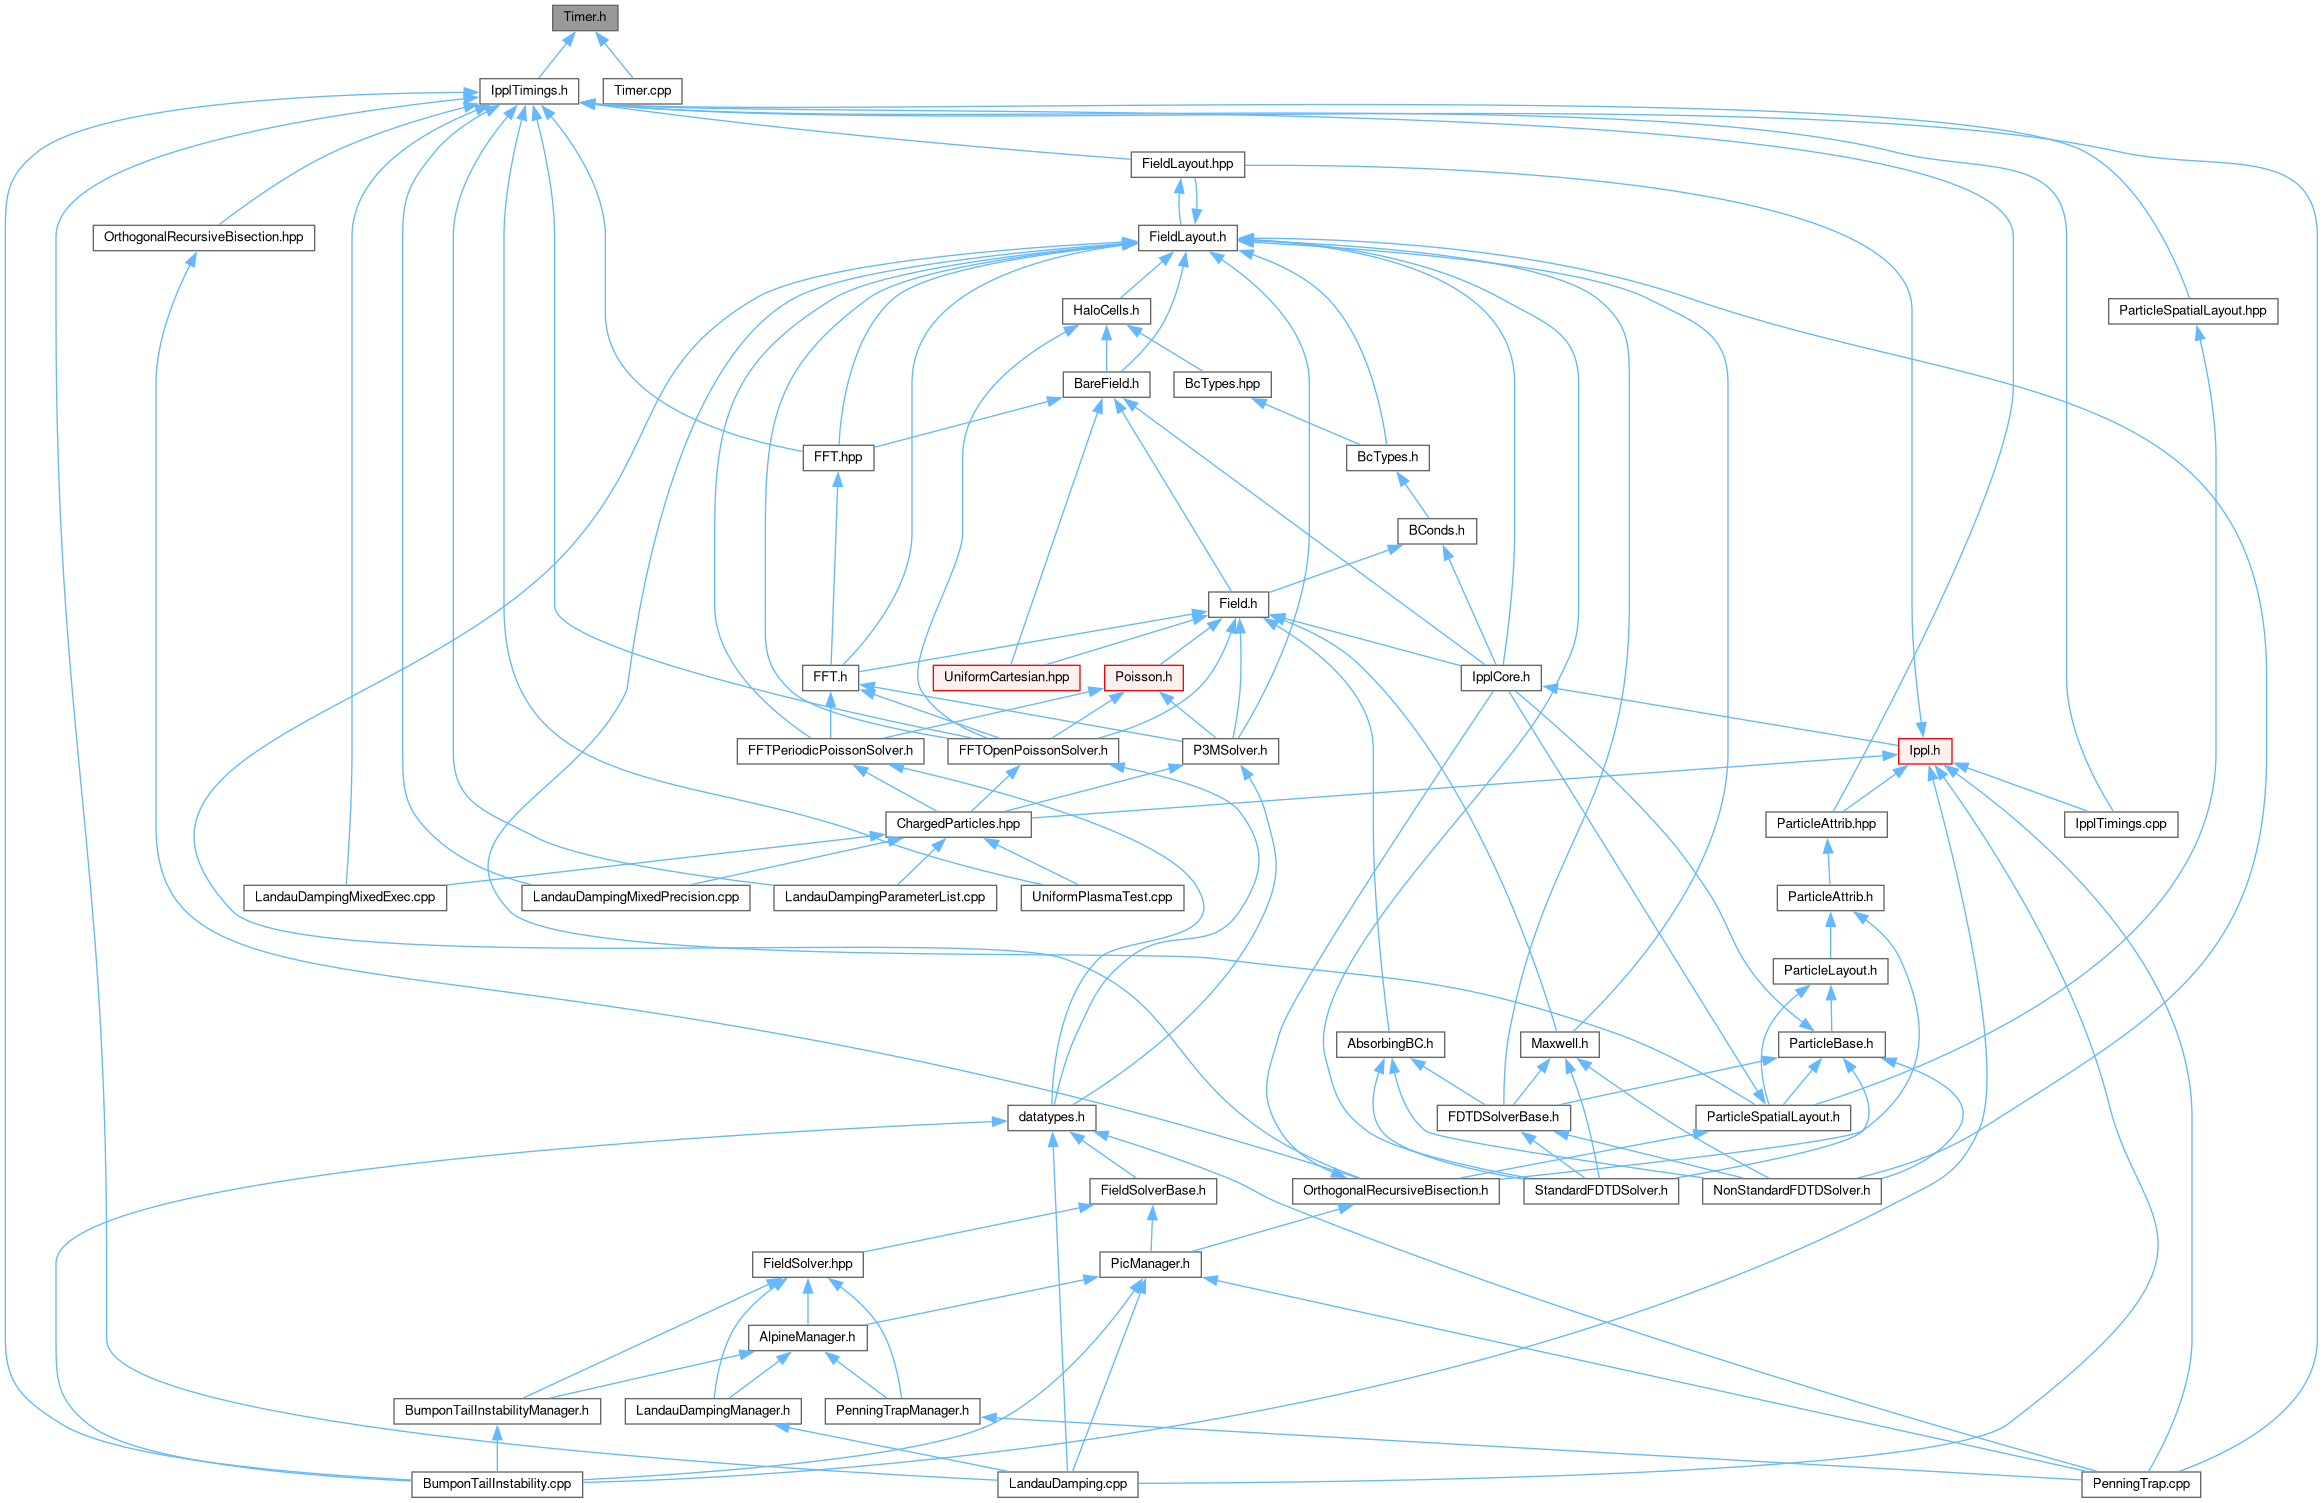 Timer.h
IpplTimings.h
Timer.cpp
FieldLayout.hpp
OrthogonalRecursiveBisection.hpp
FieldLayout.h
HaloCells.h
ParticleSpatialLayout.hpp
BareField.h
BcTypes.hpp
FFT.hpp
BcTypes.h
BConds.h
Field.h
FFT.h
UniformCartesian.hpp
Poisson.h
IpplCore.h
FFTPeriodicPoissonSolver.h
FFTOpenPoissonSolver.h
P3MSolver.h
Ippl.h
ChargedParticles.hpp
ParticleAttrib.hpp
IpplTimings.cpp
LandauDampingMixedExec.cpp
LandauDampingMixedPrecision.cpp
LandauDampingParameterList.cpp
UniformPlasmaTest.cpp
ParticleAttrib.h
ParticleLayout.h
AbsorbingBC.h
Maxwell.h
ParticleBase.h
datatypes.h
FDTDSolverBase.h
ParticleSpatialLayout.h
FieldSolverBase.h
OrthogonalRecursiveBisection.h
StandardFDTDSolver.h
NonStandardFDTDSolver.h
FieldSolver.hpp
PicManager.h
AlpineManager.h
BumponTailInstabilityManager.h
LandauDampingManager.h
PenningTrapManager.h
BumponTailInstability.cpp
LandauDamping.cpp
PenningTrap.cpp